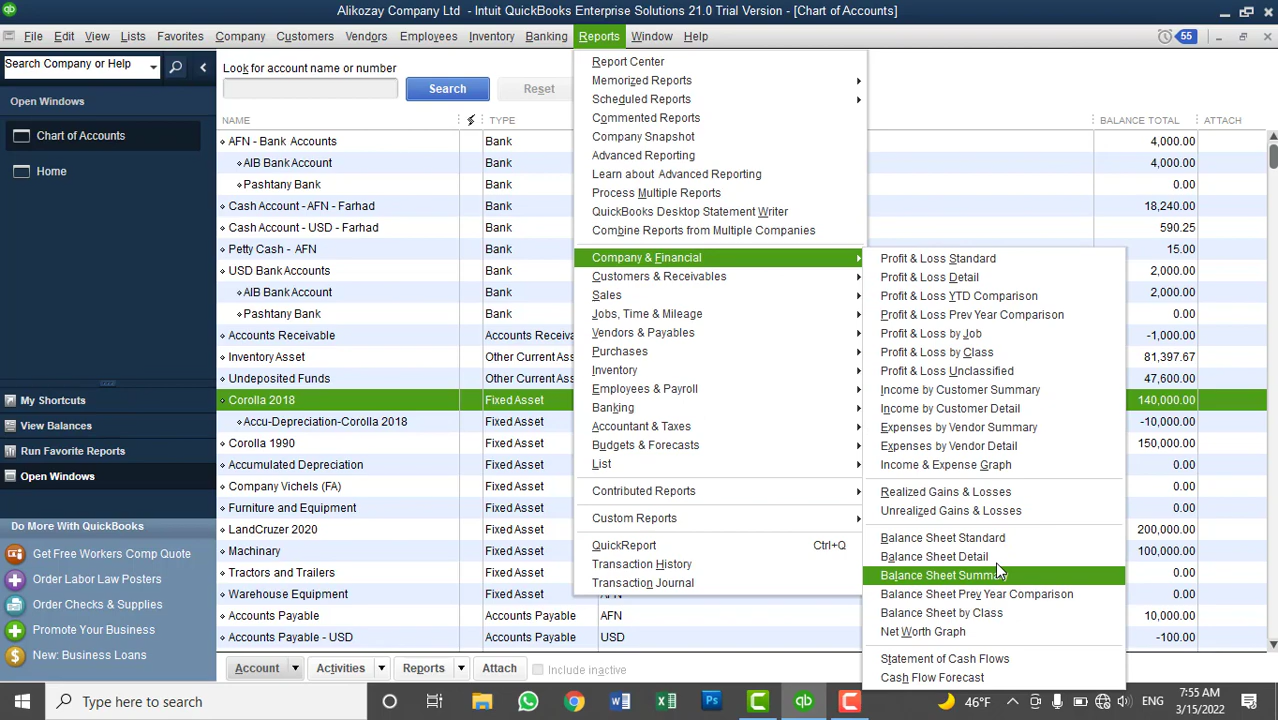 Alikozay Company Ltd - Intuit QuickBooks Enterprise Solutions 21.0 Trial Version - [Chart of Accounts]
File Edit View Lists Favorites Company Customers Vendors Employees Inventory Banking Reports Window Help 55
Search Company or Help
Open Windows
Chart of Accounts
Home
My Shortcuts
View Balances
Run Favorite Reports
Open Windows
Do More With QuickBooks
Get Free Workers Comp Quote
Order Labor Law Posters
Order Checks & Supplies
Promote Your Business
New: Business Loans
Look for account name or number
Search Reset
NAME TYPE BALANCE TOTAL ATTACH
AFN - Bank Accounts Bank 4,000.00
AIB Bank Account Bank 4,000.00
Pashtany Bank Bank 0.00
Cash Account - AFN - Farhad Bank 18,240.00
Cash Account - USD - Farhad Bank 590.25
Petty Cash - AFN Bank 15.00
USD Bank Accounts Bank 2,000.00
AIB Bank Account Bank 2,000.00
Pashtany Bank Bank 0.00
Accounts Receivable Accounts Receiva -1,000.00
Inventory Asset Other Current Ass 81,397.67
Undeposited Funds Other Current Ass 47,600.00
Corolla 2018 Fixed Asset 140,000.00
Accu-Depreciation-Corolla 2018 Fixed Asset -10,000.00
Corolla 1990 Fixed Asset 150,000.00
Accumulated Depreciation Fixed Asset 0.00
Company Vichels (FA) Fixed Asset 0.00
Furniture and Equipment Fixed Asset 0.00
LandCruzer 2020 Fixed Asset 200,000.00
Machinary Fixed Asset 100,000.00
Tractors and Trailers Fixed Asset 0.00
Warehouse Equipment Fixed Asset 0.00
Accounts Payable Accounts Payable AFN 10,000.00
Accounts Payable - USD Accounts Payable USD -100.00
Account Activities Reports Attach Include inactive
Report Center
Memorized Reports
Scheduled Reports
Commented Reports
Company Snapshot
Advanced Reporting
Learn about Advanced Reporting
Process Multiple Reports
QuickBooks Desktop Statement Writer
Combine Reports from Multiple Companies
Company & Financial
Customers & Receivables
Sales
Jobs, Time & Mileage
Vendors & Payables
Purchases
Inventory
Employees & Payroll
Banking
Accountant & Taxes
Budgets & Forecasts
List
Contributed Reports
Custom Reports
QuickReport Ctrl+Q
Transaction History
Transaction Journal
Profit & Loss Standard
Profit & Loss Detail
Profit & Loss YTD Comparison
Profit & Loss Prev Year Comparison
Profit & Loss by Job
Profit & Loss by Class
Profit & Loss Unclassified
Income by Customer Summary
Income by Customer Detail
Expenses by Vendor Summary
Expenses by Vendor Detail
Income & Expense Graph
Realized Gains & Losses
Unrealized Gains & Losses
Balance Sheet Standard
Balance Sheet Detail
Balance Sheet Summary
Balance Sheet Prev Year Comparison
Balance Sheet by Class
Net Worth Graph
Statement of Cash Flows
Cash Flow Forecast
Type here to search
46°F
ENG
7:55 AM
3/15/2022